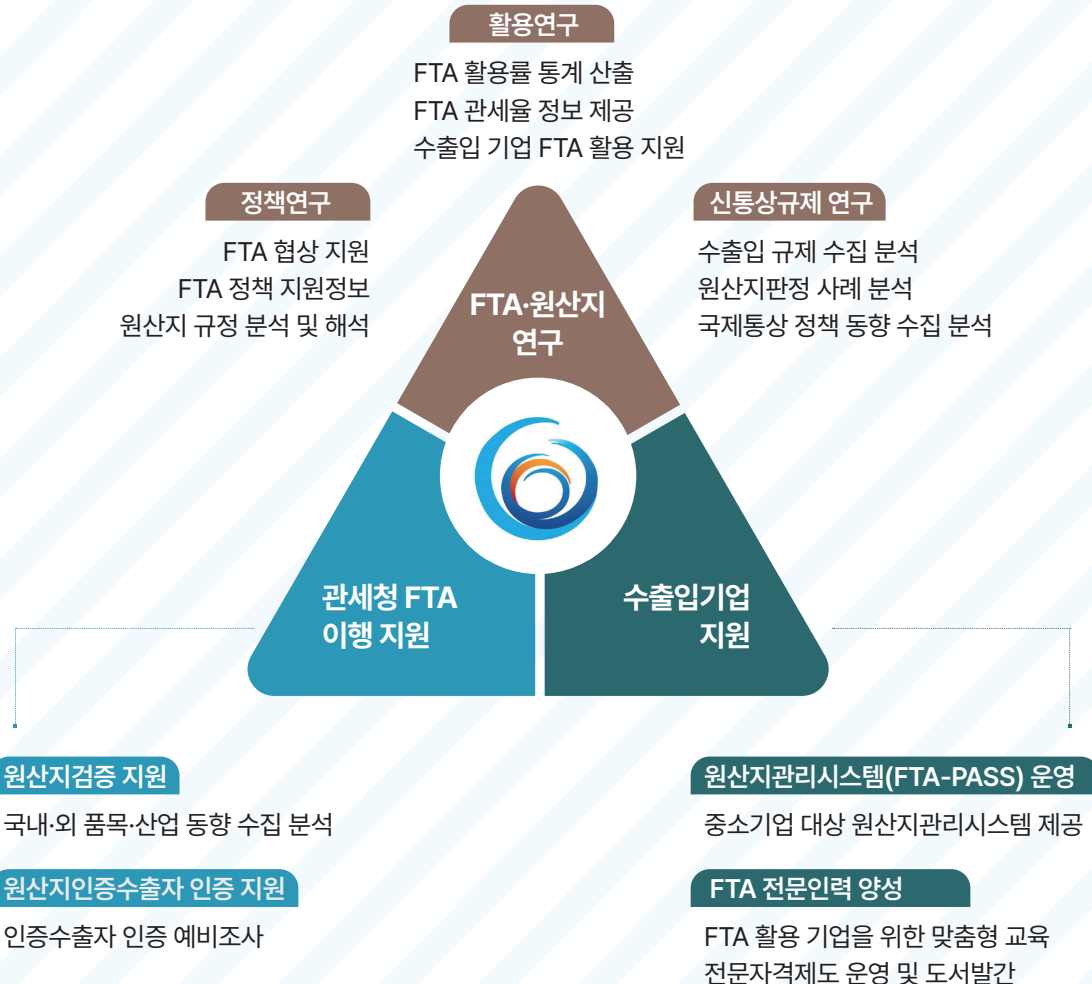 활용연구
FTA 활용률 통계 산출
FTA 관세율 정보 제공
수출입 기업 FTA 활용 지원
정책연구
FTA 협상 지원
FTA 정책 지원정보
원산지 규정 분석 및 해석
신통상규제 연구
수출입 규제 수집 분석
원산지판정 사례 분석
국제통상 정책 동향 수집 분석
FTA·원산지
연구
관세청 FTA
이행 지원
수출입기업
지원
원산지검증 지원
국내·외 품목·산업 동향 수집 분석
원산지인증수출자 인증 지원
인증수출자 인증 예비조사
원산지관리시스템(FTA-PASS) 운영
중소기업 대상 원산지관리시스템 제공
FTA 전문인력 양성
FTA 활용 기업을 위한 맞춤형 교육
전문자격제도 운영 및 도서발간